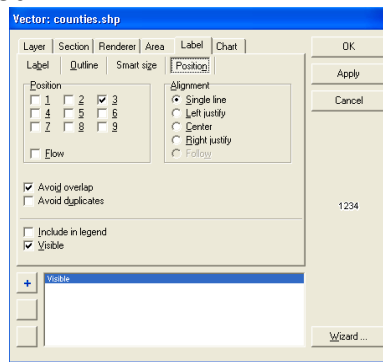 Vector: counties.shp
Layer Section Renderer Area Label Chart
Label Outline Smart size Position
Position
1 2 3
4 5 6
7 8 9
Flow
Alignment
Single line
Left justify
Center
Right justify
Follow
Avoid overlap
Avoid duplicates
Include in legend
Visible
+ Visible
OK
Apply
Cancel
1234
Wizard ...